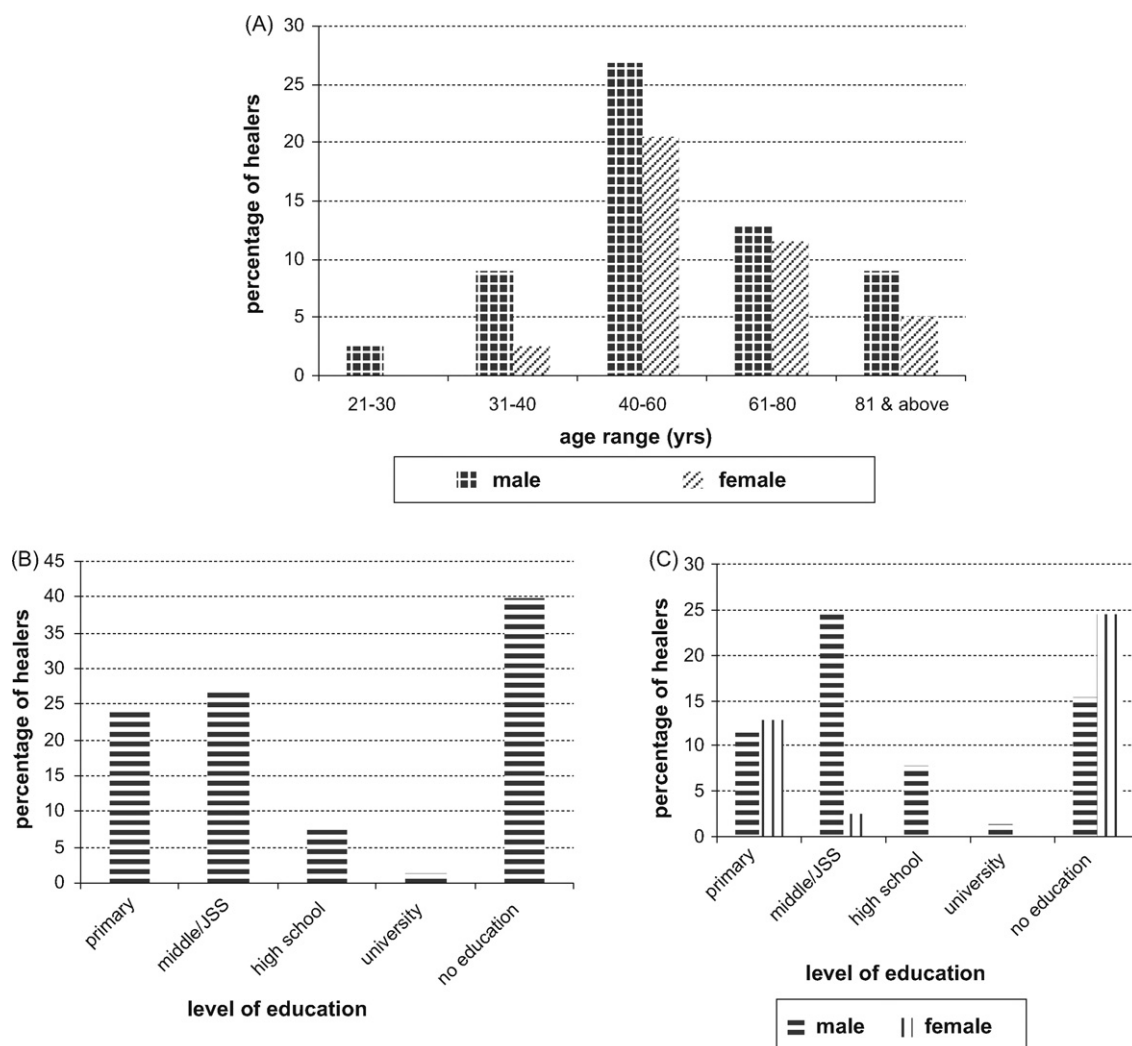 (A)
percentage of healers
30
25
20
15
10
5
0
21-30 31-40 40-60 61-80 81 & above
age range (yrs)
male female
(B)
percentage of healers
45
40
35
30
25
20
15
10
5
0
primary middle/JSS high school university no education
level of education
(C)
percentage of healers
30
25
20
15
10
5
0
primary middle/JSS high school university no education
level of education
male female